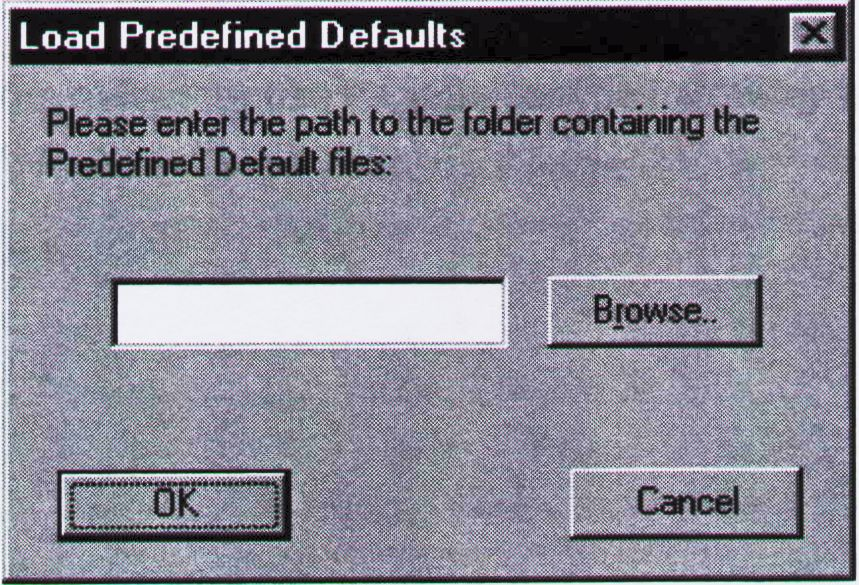 Load Predefined Defaults
Please enter the path to the folder containing the
Predefined Default files:
Browse..
OK
Cancel